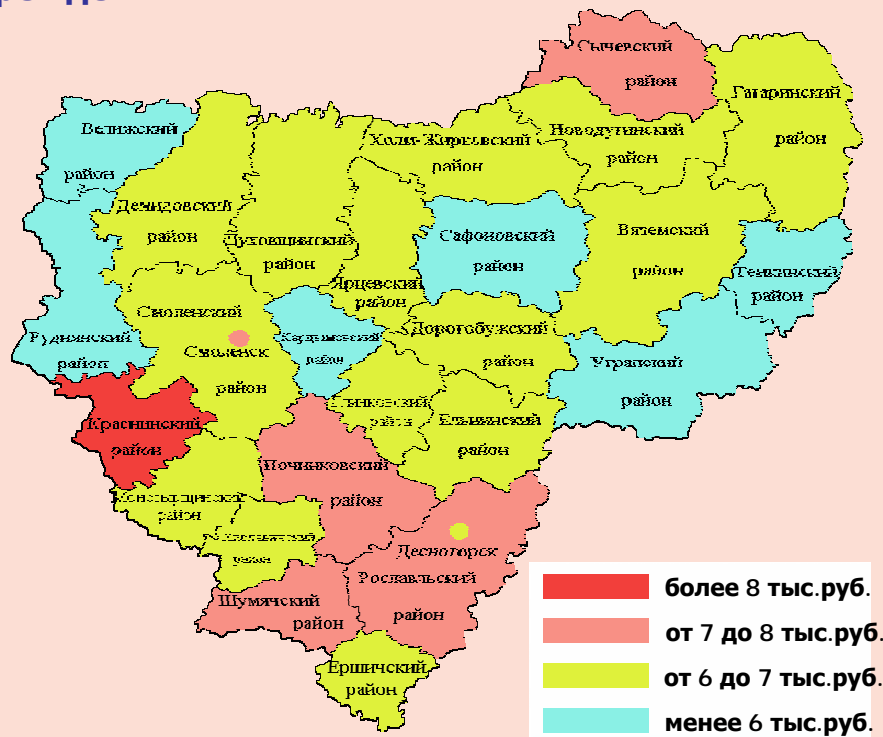 Сычевский
район
Гагаринский
район
Велижский
район
Холм-Жирковский
район
Новодугинский
район
Демидовский
район
Духовщинский
район
Ярцевский
район
Сафоновский
район
Вяземский
район
Темкинский
район
Смоленский
Смоленск
район
Руднянский
район
Кардымовский
район
Дорогобужский
район
Угранский
район
Краснинский
район
Глинковский
район
Ельнинский
район
Починковский
район
район
район
Десногорск
Рославльский
район
Шумячский
район
Ершичский
район
более 8 тыс.руб.
от 7 до 8 тыс.руб.
от 6 до 7 тыс.руб.
менее 6 тыс.руб.